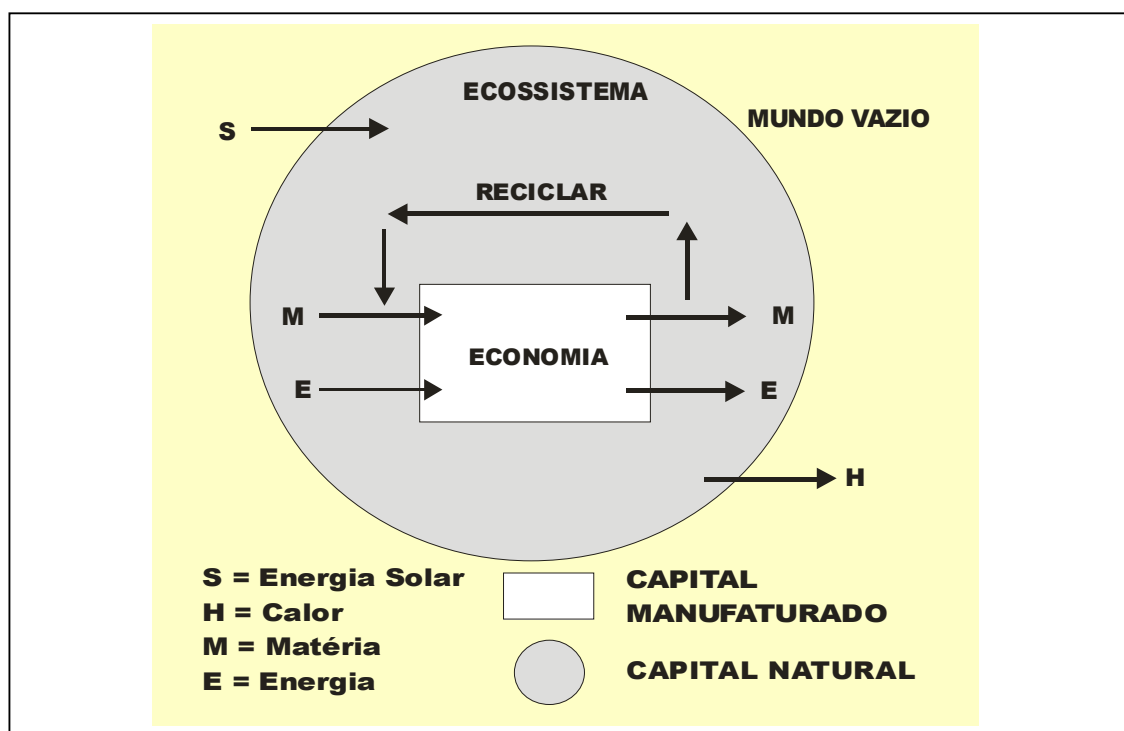 ECOSSISTEMA
MUNDO VAZIO
S
RECICLAR
M
M
ECONOMIA
E
E
H
S = Energia Solar
H = Calor
M = Matéria
E = Energia
CAPITAL
MANUFATURADO
CAPITAL NATURAL